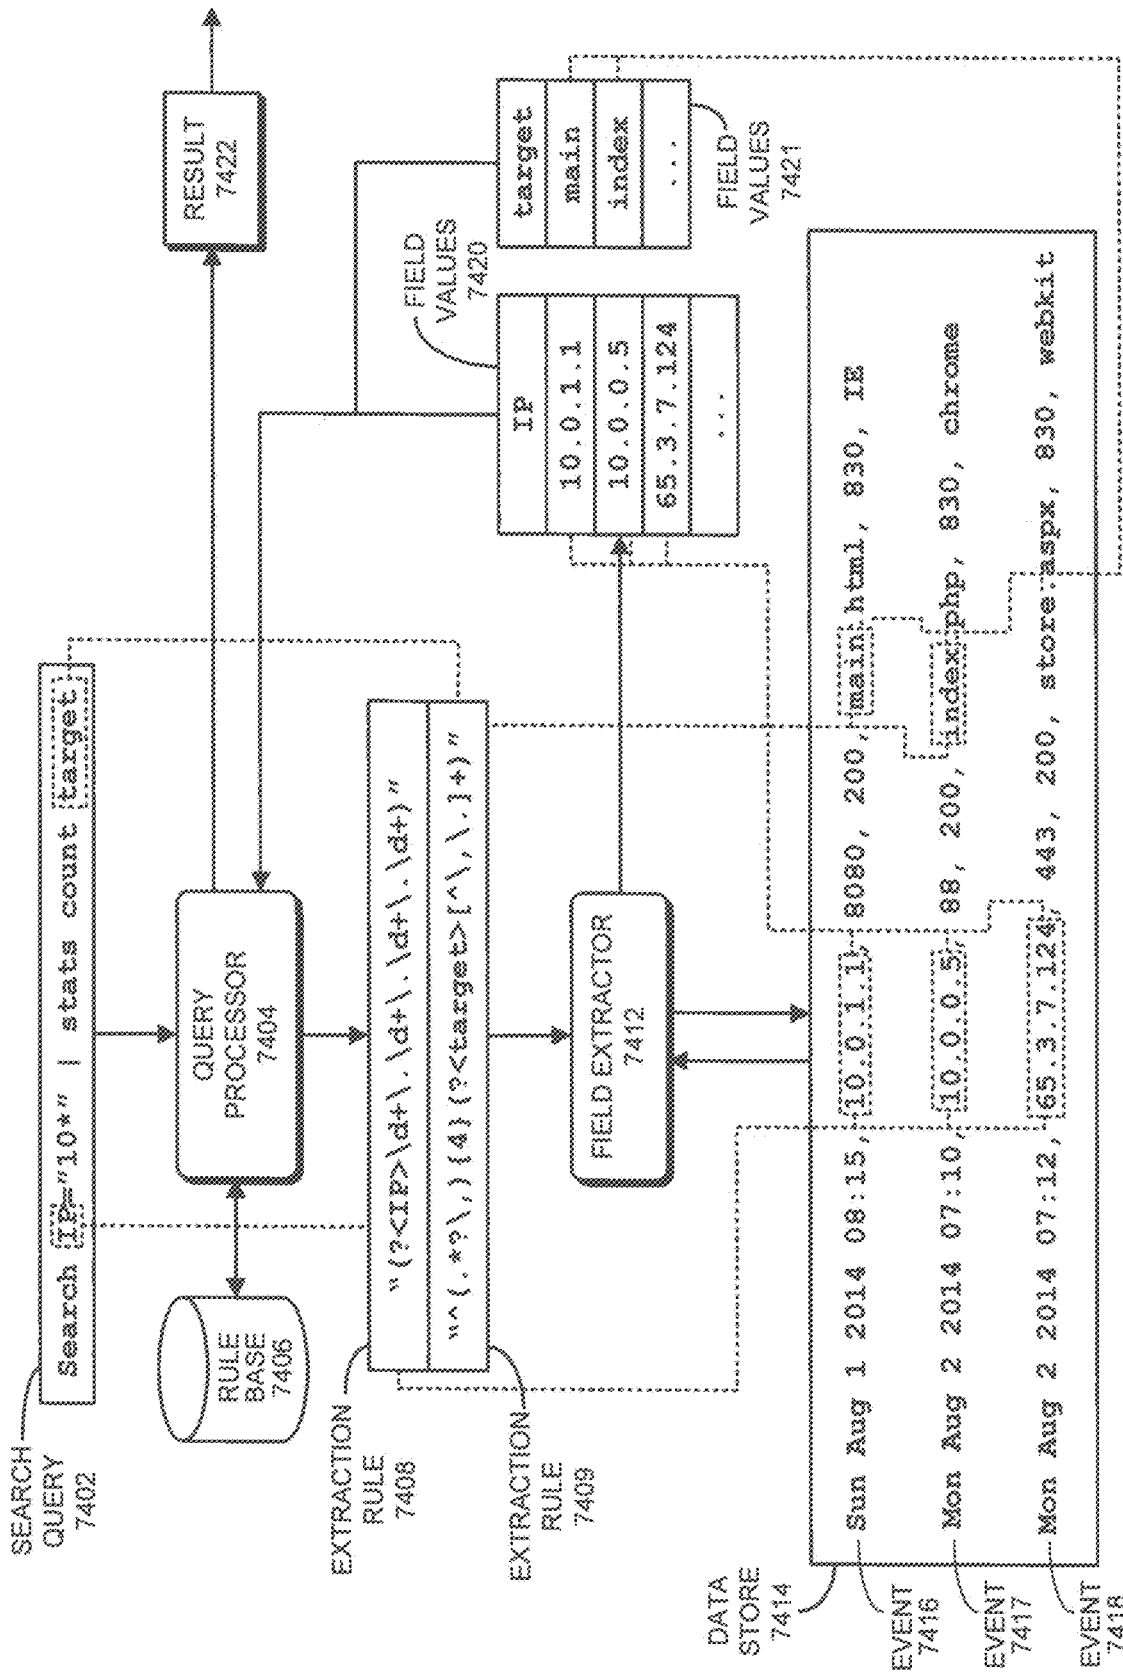 SEARCH
QUERY
7402
Search IP="10*" | stats count target
RULE
BASE
7406
QUERY
PROCESSOR
7404
RESULT
7422
EXTRACTION
RULE
7408
"(?<IP>\d+\.\d+\.\d+\.\d+)"
"^(.*?\,){4}(?<target>[^\,\.]+)"
EXTRACTION
RULE
7409
FIELD
VALUES
7420
FIELD EXTRACTOR
7412
IP
10.0.1.1
10.0.0.5
65.3.7.124
...
target
main
index
...
FIELD
VALUES
7421
DATA
STORE
7414
Sun Aug 1 2014 08:15, 10.0.1.1, 8080, 200, main.html, 830, IE
EVENT
7416
Mon Aug 2 2014 07:10, 10.0.0.5, 88, 200, index.php, 830, chrome
EVENT
7417
Mon Aug 2 2014 07:12, 65.3.7.124, 443, 200, store.aspx, 830, webkit
EVENT
7418